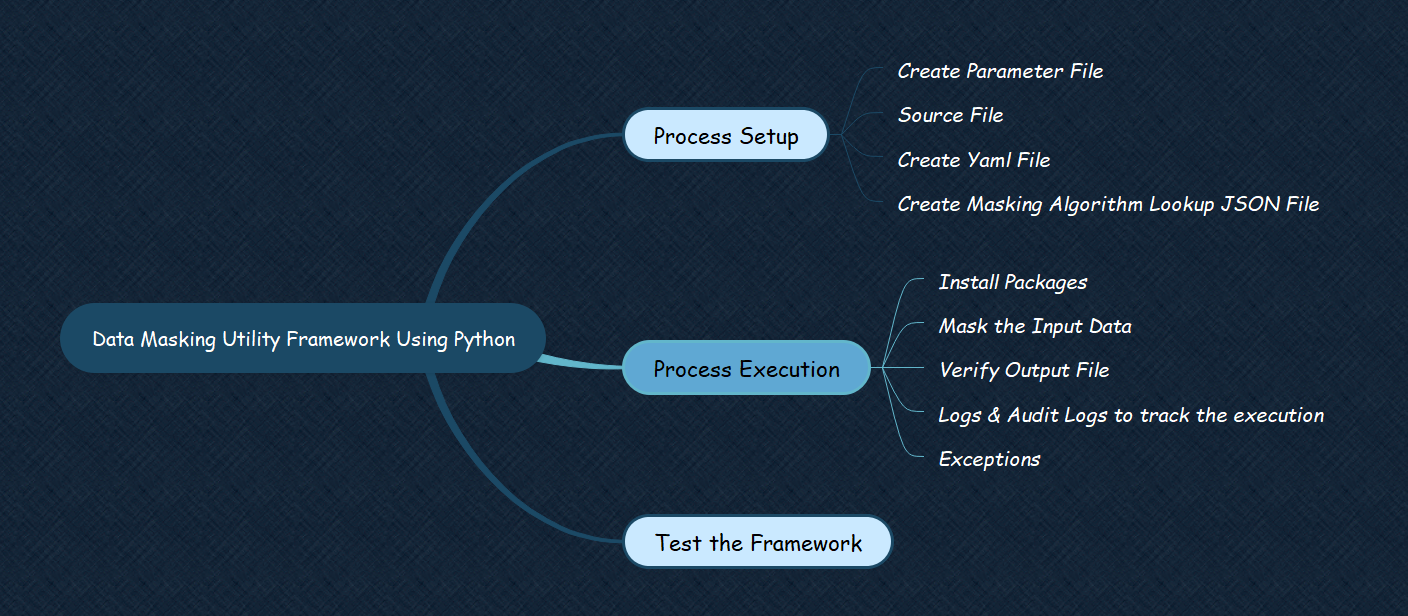 Data Masking Utility Framework Using Python
Process Setup
Create Parameter File
Source File
Create Yaml File
Create Masking Algorithm Lookup JSON File
Process Execution
Install Packages
Mask the Input Data
Verify Output File
Logs & Audit Logs to track the execution
Exceptions
Test the Framework